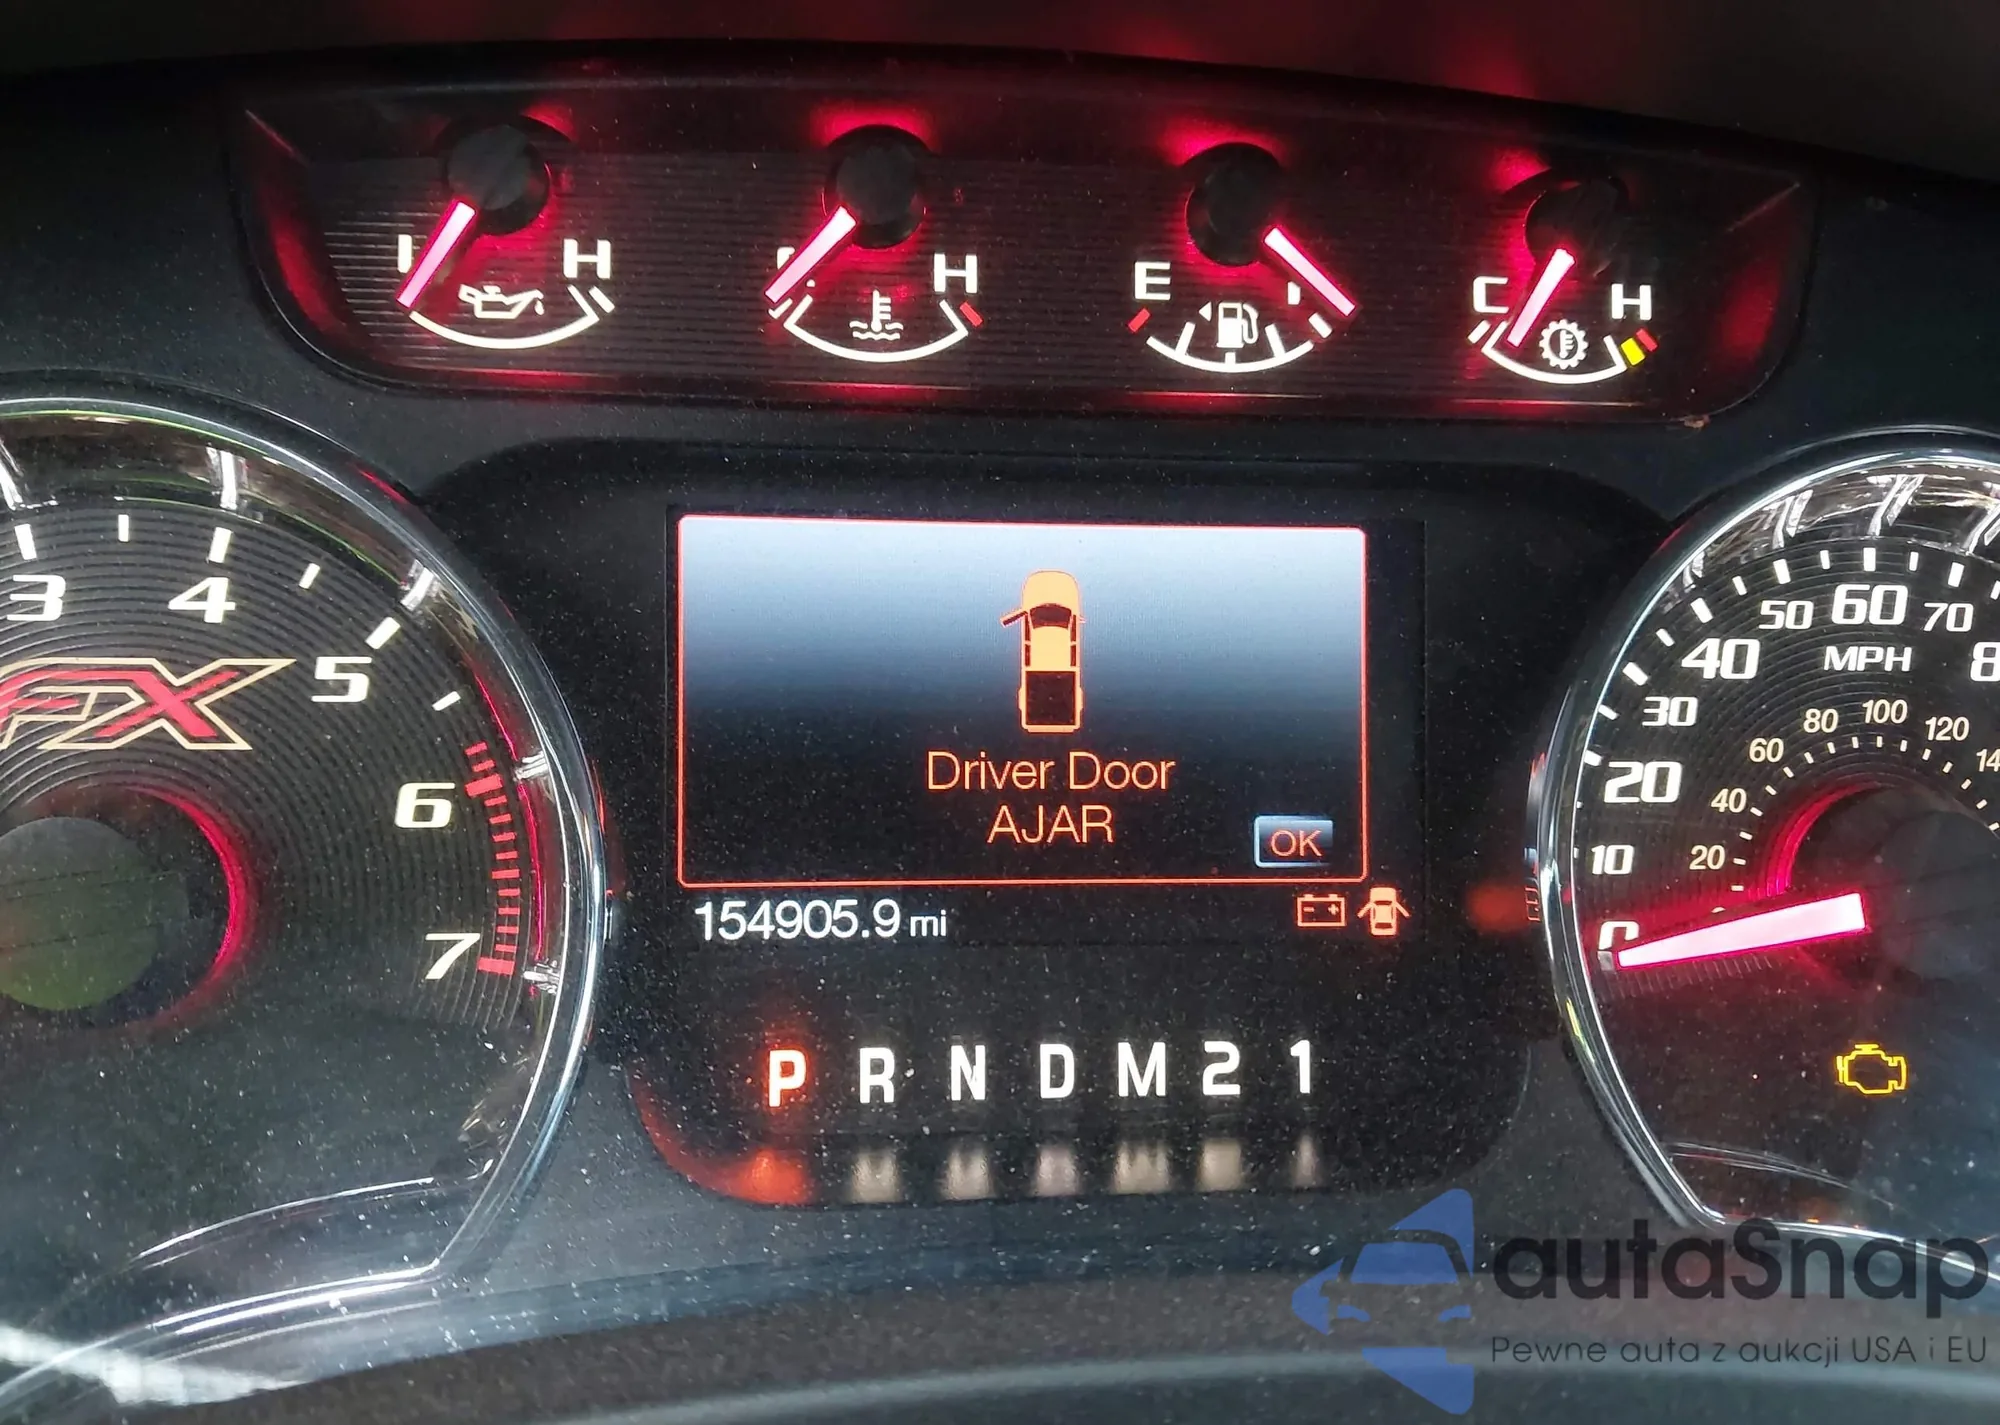 H
H
E
C H
3 4 5 6 7
FX
Driver Door
AJAR
OK
154905.9 mi
P R N D M 2 1
0 10 20 30 40 50 60 70
MPH
20 40 60 80 100 120
autaSnap
Pewne auta z aukcji USA i EU